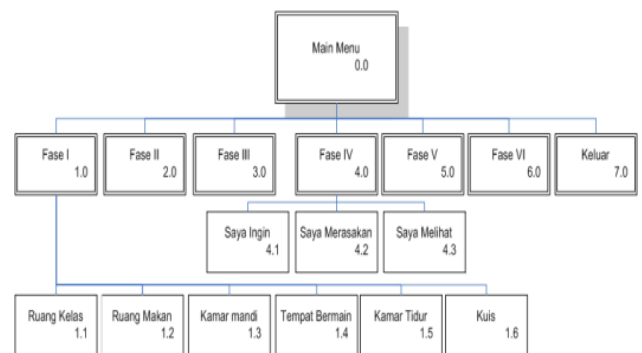 Main Menu
0.0
Fase I
1.0
Fase II
2.0
Fase III
3.0
Fase IV
4.0
Fase V
5.0
Fase VI
6.0
Keluar
7.0
Saya Ingin
4.1
Saya Merasakan
4.2
Saya Melihat
4.3
Ruang Kelas
1.1
Ruang Makan
1.2
Kamar mandi
1.3
Tempat Bermain
1.4
Kamar Tidur
1.5
Kuis
1.6